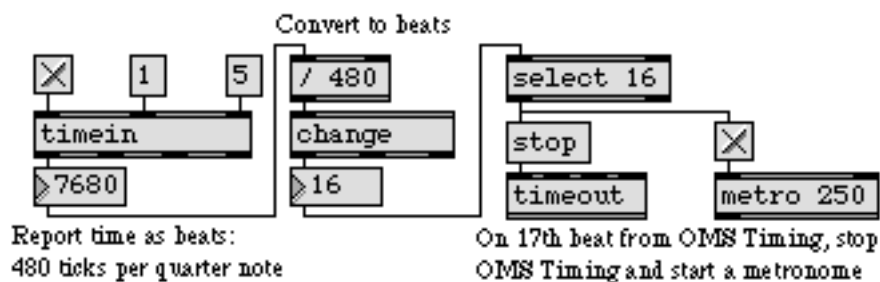 Convert to beats
1
5
/ 480
select 16
timein
change
stop
7680
16
timeout
metro 250
Report time as beats:
480 ticks per quarter note
On 17th beat from OMS Timing, stop
OMS Timing and start a metronome